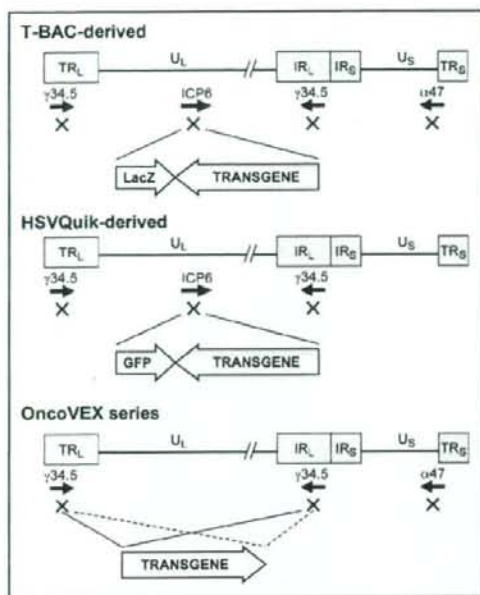 T-BAC-derived
TRL UL IRL IRS US TRS
γ34.5 ICP6 γ34.5 α47
LacZ TRANSGENE
HSVQuik-derived
TRL UL IRL IRS US TRS
γ34.5 ICP6 γ34.5
GFP TRANSGENE
OncoVEX series
TRL UL IRL IRS US TRS
γ34.5 γ34.5 α47
TRANSGENE